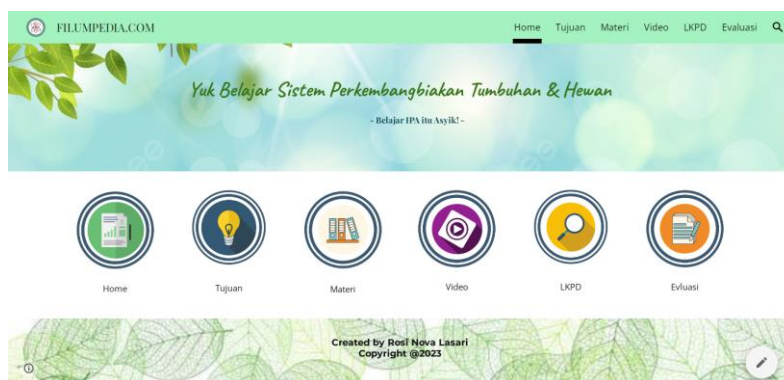 FILUMPEDIA.COM
Home Tujuan Materi Video LKPD Evaluasi
Yuk Belajar Sistem Perkembangbiakan Tumbuhan & Hewan
- Belajar IPA itu Asyik! -
Home Tujuan Materi Video LKPD Evluasi
Created by Rosi Nova Lasari
Copyright @2023